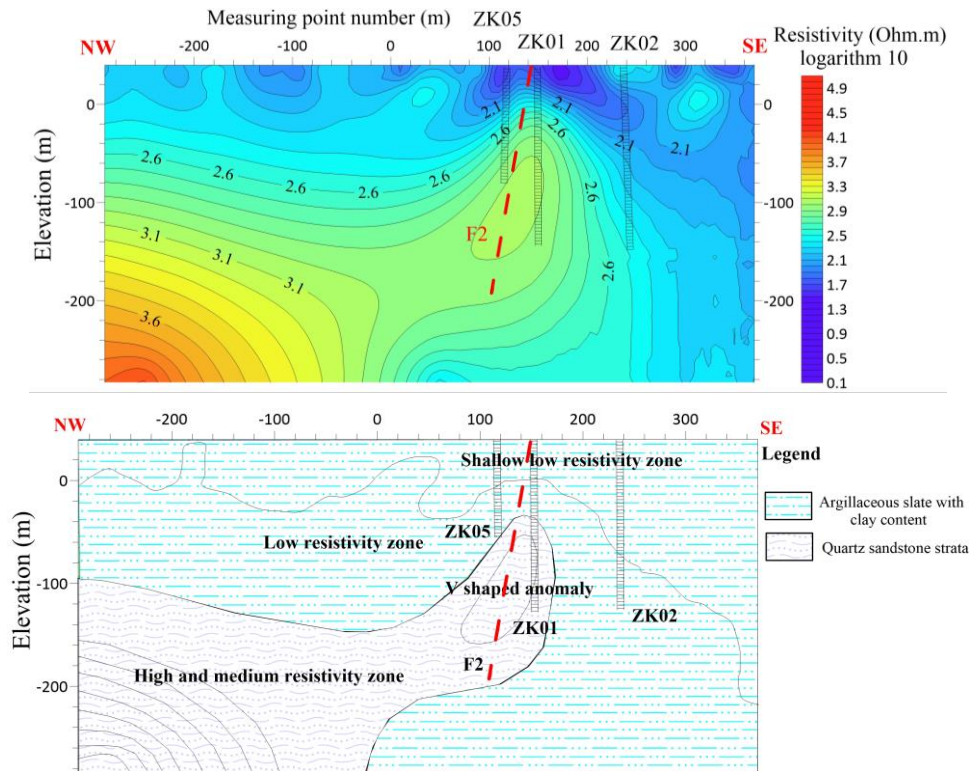 Measuring point number (m)
ZK05
ZK01
ZK02
NW
-200
-100
0
100
200
300
SE
Resistivity (Ohm.m)
logarithm 10
Elevation (m)
0
-100
-200
0
-100
-200
2.1
2.6
2.1
2.6
2.1
2.1
2.6
2.6
2.6
2.6
2.6
2.6
3.1
3.1
3.1
3.6
F2
4.9
4.5
4.1
3.7
3.3
2.9
2.5
2.1
1.7
1.3
0.9
0.5
0.1
NW
-200
-100
0
100
200
300
SE
Elevation (m)
0
-100
-200
Shallow low resistivity zone
Low resistivity zone
ZK05
V shaped anomaly
ZK01
ZK02
F2
High and medium resistivity zone
Legend
Argillaceous slate with
clay content
Quartz sandstone strata